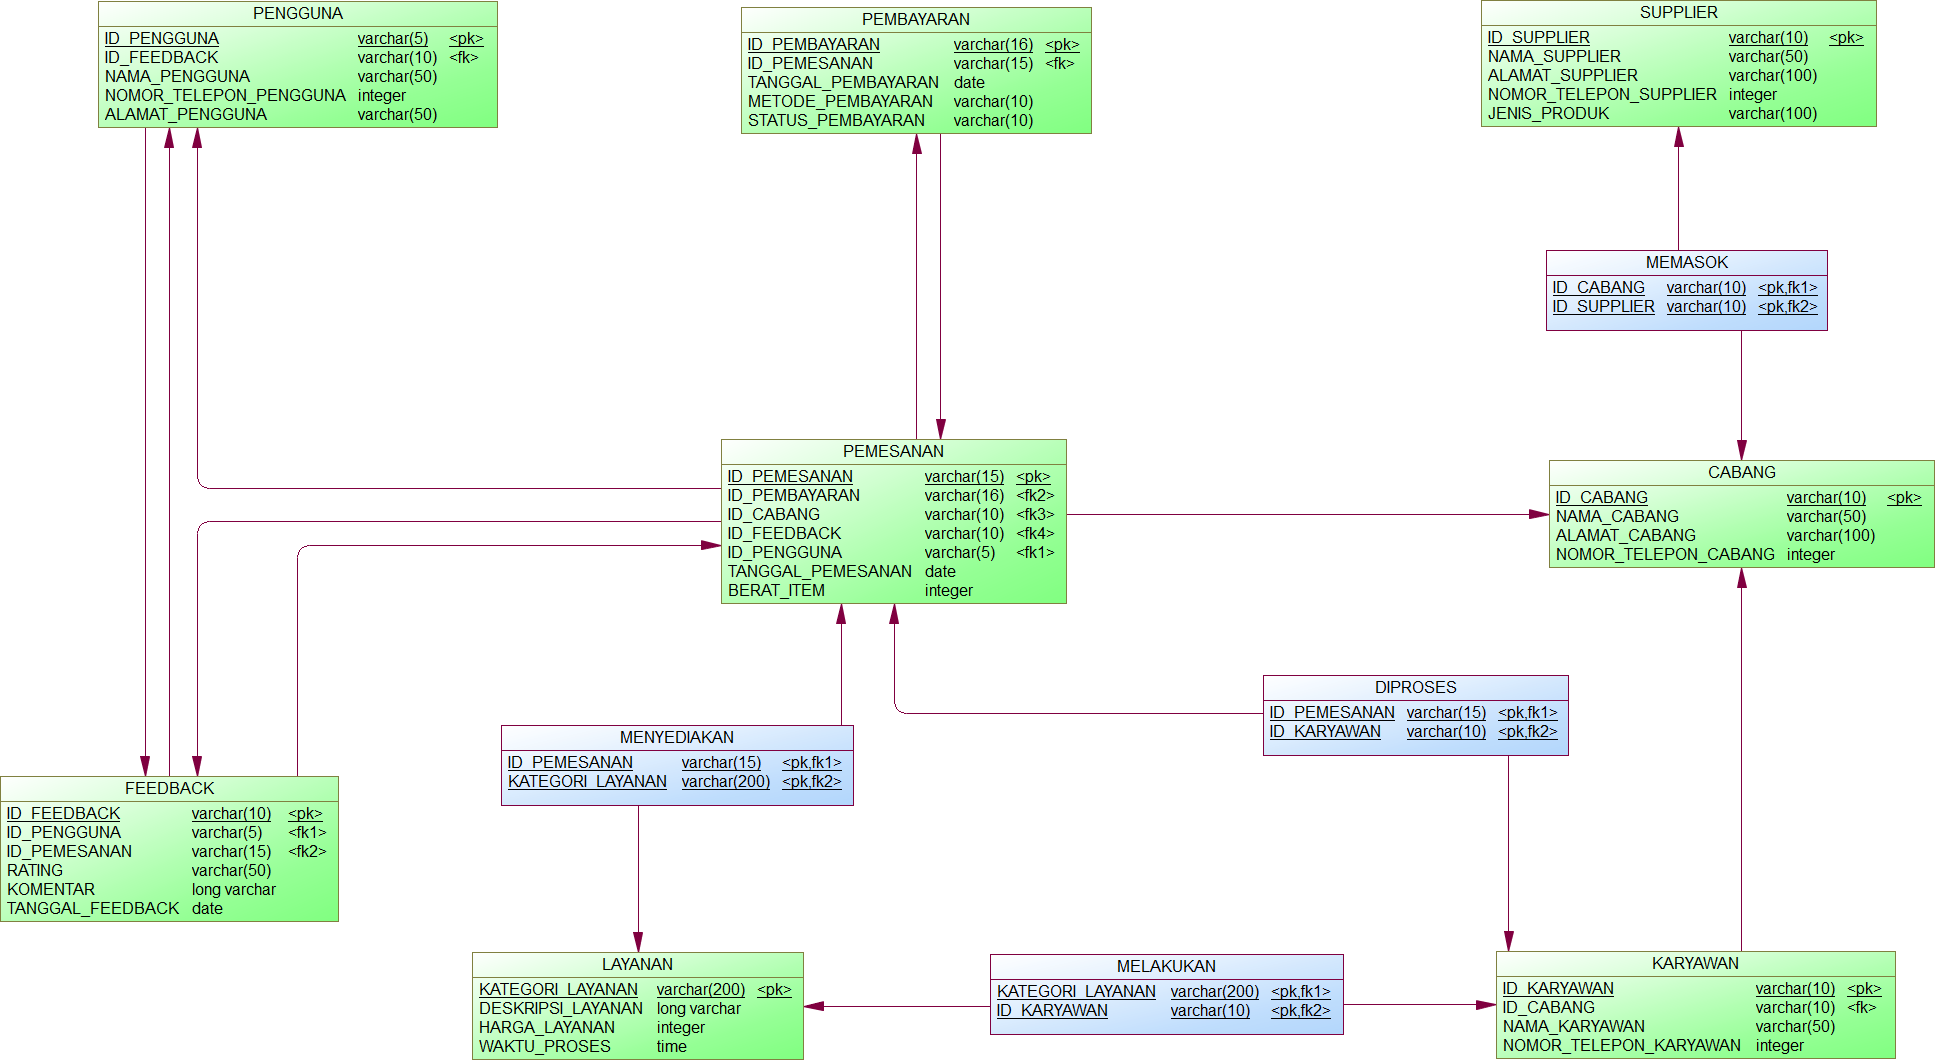 PENGGUNA
ID_PENGGUNA varchar(5) <pk>
ID_FEEDBACK varchar(10) <fk>
NAMA_PENGGUNA varchar(50)
NOMOR_TELEPON_PENGGUNA integer
ALAMAT_PENGGUNA varchar(50)
PEMBAYARAN
ID_PEMBAYARAN varchar(16) <pk>
ID_PEMESANAN varchar(15) <fk>
TANGGAL_PEMBAYARAN date
METODE_PEMBAYARAN varchar(10)
STATUS_PEMBAYARAN varchar(10)
SUPPLIER
ID_SUPPLIER varchar(10) <pk>
NAMA_SUPPLIER varchar(50)
ALAMAT_SUPPLIER varchar(100)
NOMOR_TELEPON_SUPPLIER integer
JENIS_PRODUK varchar(100)
MEMASOK
ID_CABANG varchar(10) <pk,fk1>
ID_SUPPLIER varchar(10) <pk,fk2>
PEMESANAN
ID_PEMESANAN varchar(15) <pk>
ID_PEMBAYARAN varchar(16) <fk2>
ID_CABANG varchar(10) <fk3>
ID_FEEDBACK varchar(10) <fk4>
ID_PENGGUNA varchar(5) <fk1>
TANGGAL_PEMESANAN date
BERAT_ITEM integer
CABANG
ID_CABANG varchar(10) <pk>
NAMA_CABANG varchar(50)
ALAMAT_CABANG varchar(100)
NOMOR_TELEPON_CABANG integer
DIPROSES
ID_PEMESANAN varchar(15) <pk,fk1>
ID_KARYAWAN varchar(10) <pk,fk2>
MENYEDIAKAN
ID_PEMESANAN varchar(15) <pk,fk1>
KATEGORI_LAYANAN varchar(200) <pk,fk2>
FEEDBACK
ID_FEEDBACK varchar(10) <pk>
ID_PENGGUNA varchar(5) <fk1>
ID_PEMESANAN varchar(15) <fk2>
RATING varchar(50)
KOMENTAR long varchar
TANGGAL_FEEDBACK date
LAYANAN
KATEGORI_LAYANAN varchar(200) <pk>
DESKRIPSI_LAYANAN long varchar
HARGA_LAYANAN integer
WAKTU_PROSES time
MELAKUKAN
KATEGORI_LAYANAN varchar(200) <pk,fk1>
ID_KARYAWAN varchar(10) <pk,fk2>
KARYAWAN
ID_KARYAWAN varchar(10) <pk>
ID_CABANG varchar(10) <fk>
NAMA_KARYAWAN varchar(50)
NOMOR_TELEPON_KARYAWAN integer